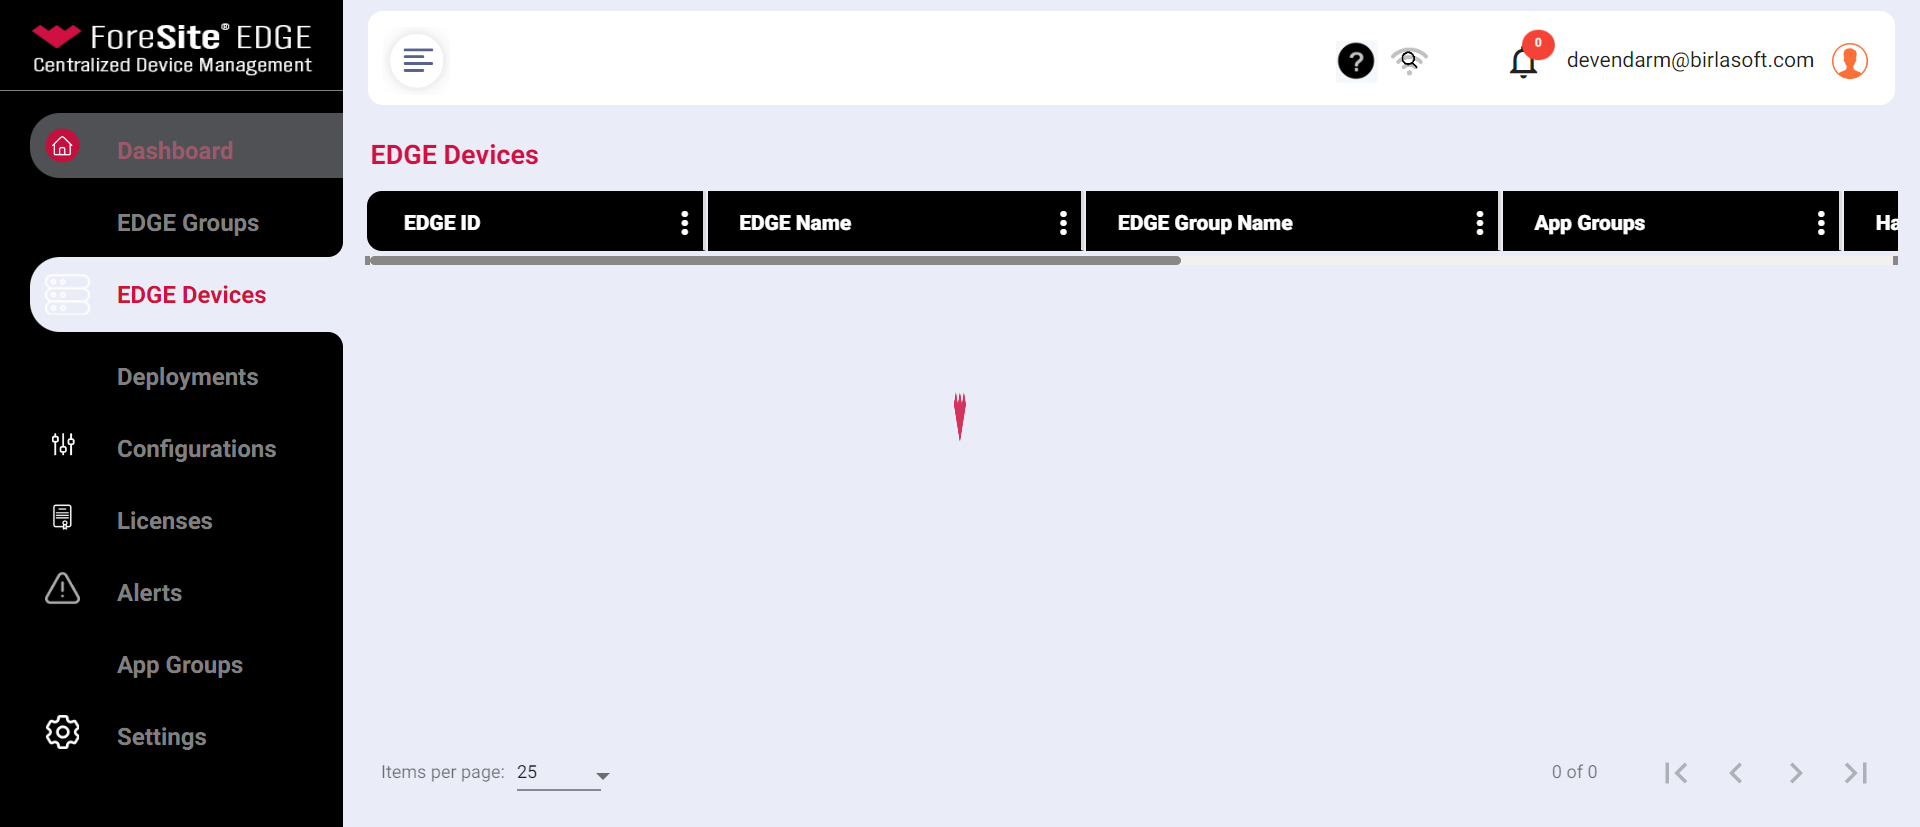 ForeSite® EDGE
Centralized Device Management
?
0
devendarm@birlasoft.com
Dashboard
EDGE Groups
EDGE Devices
Deployments
Configurations
Licenses
Alerts
App Groups
Settings
EDGE Devices
EDGE ID
EDGE Name
EDGE Group Name
App Groups
Ha
Items per page: 25
0 of 0